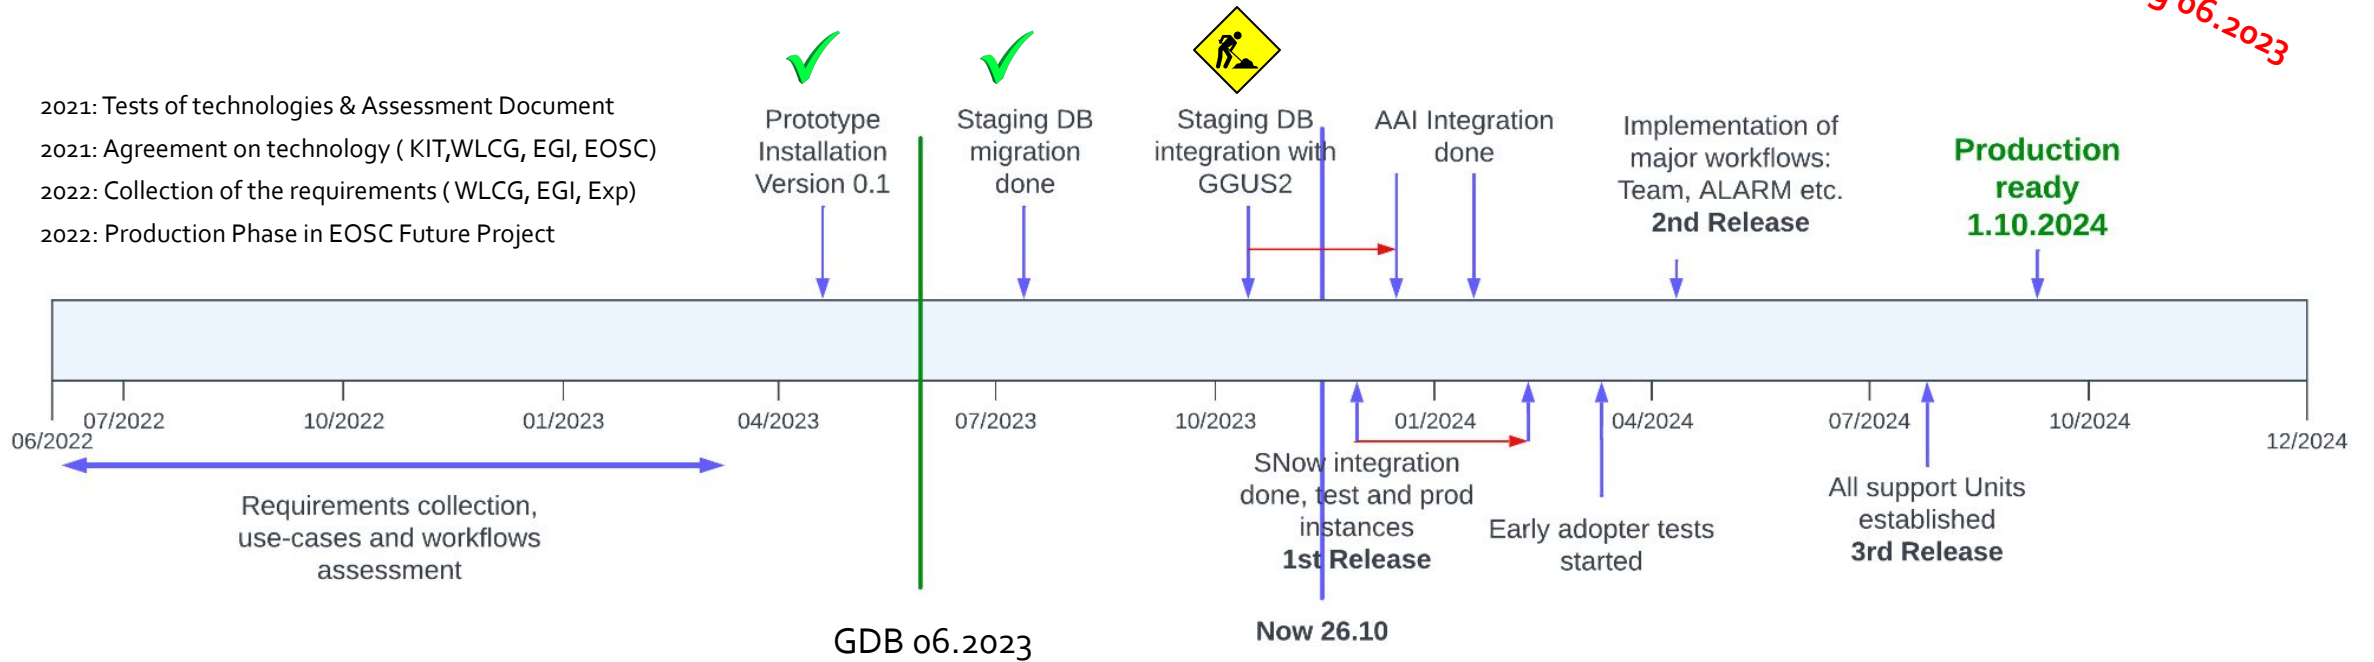 06.2023
2021: Tests of technologies & Assessment Document
2021: Agreement on technology ( KIT,WLCG, EGI, EOSC)
2022: Collection of the requirements ( WLCG, EGI, Exp)
2022: Production Phase in EOSC Future Project
Prototype
Installation
Version 0.1
Staging DB
migration
done
Staging DB
integration with
GGUS2
AAI Integration
done
Implementation of
major workflows:
Team, ALARM etc.
2nd Release
Production
ready
1.10.2024
06/2022
07/2022
10/2022
01/2023
04/2023
07/2023
10/2023
01/2024
04/2024
07/2024
10/2024
12/2024
Requirements collection,
use-cases and workflows
assessment
SNow integration
done, test and prod
instances
1st Release
Early adopter tests
started
All support Units
established
3rd Release
GDB 06.2023
Now 26.10